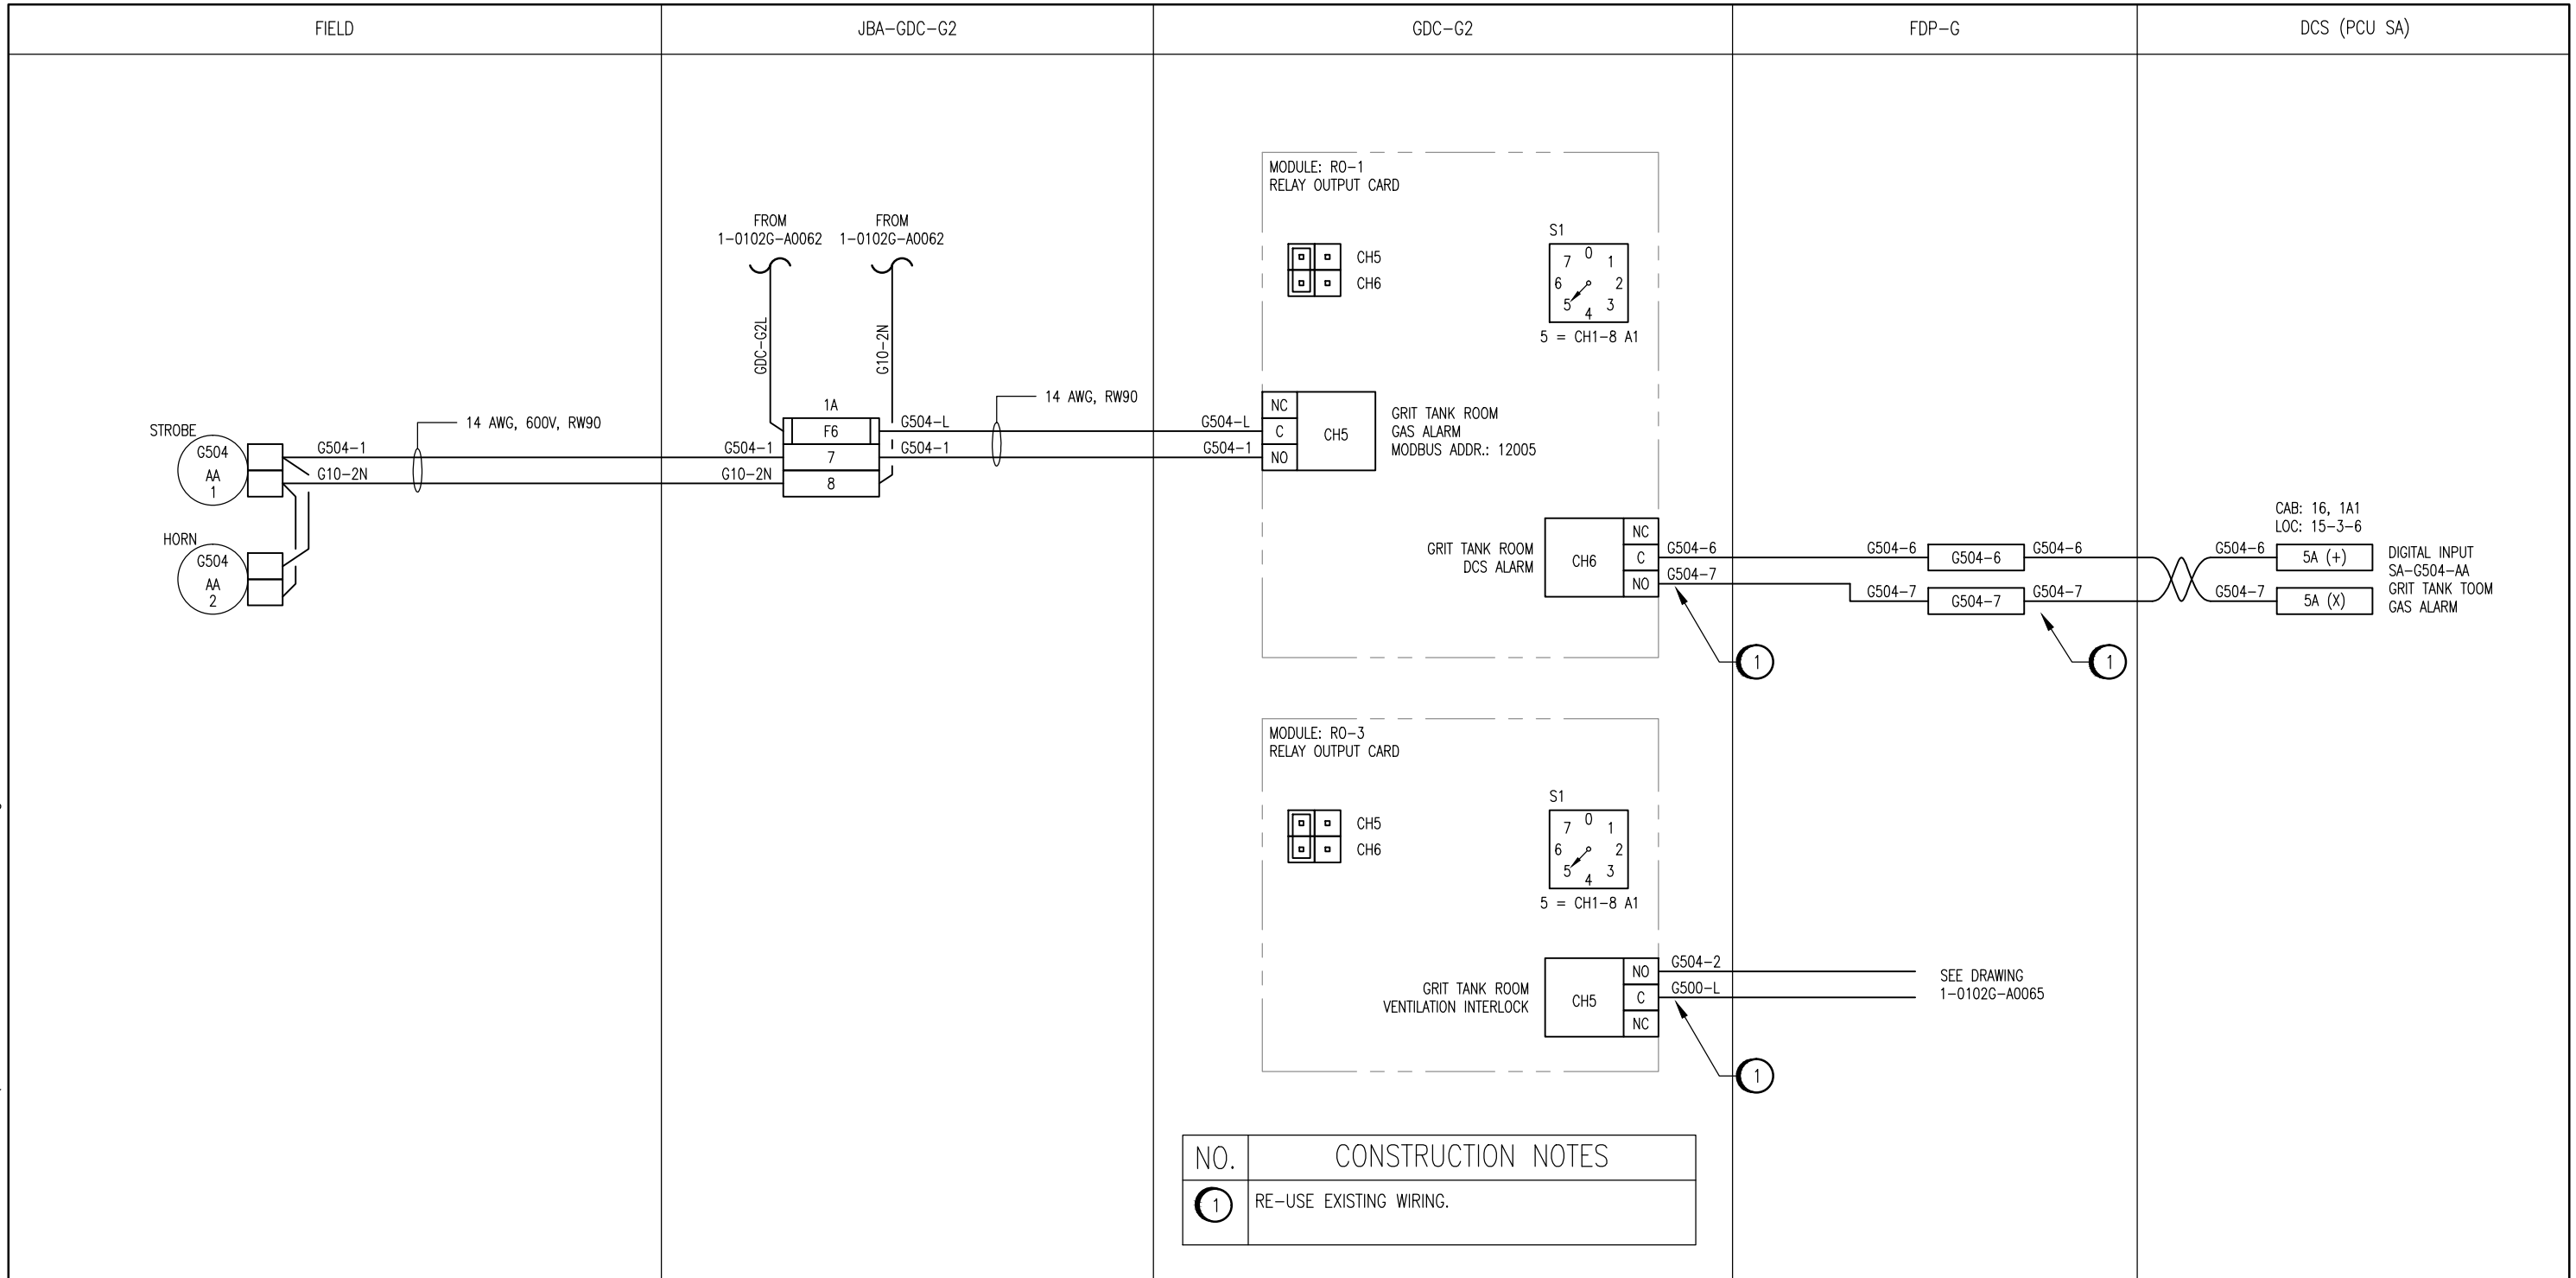 FIELD
JBA-GDC-G2
GDC-G2
FDP-G
DCS (PCU SA)
STROBE
G504
AA
1
HORN
G504
AA
2
G504-1
G10-2N
14 AWG, 600V, RW90
FROM
1-0102G-A0062
FROM
1-0102G-A0062
GDC-G2L
G10-2N
1A
F6
7
8
G504-1
G10-2N
G504-L
G504-1
14 AWG, RW90
G504-L
G504-1
MODULE: RO-1
RELAY OUTPUT CARD
CH5
CH6
S1
0
1
2
3
4
5
6
7
5 = CH1-8 A1
NC
C
NO
CH5
GRIT TANK ROOM
GAS ALARM
MODBUS ADDR.: 12005
GRIT TANK ROOM
DCS ALARM
CH6
NC
C
NO
G504-6
G504-7
1
G504-6
G504-6
G504-6
G504-7
G504-7
G504-7
1
CAB: 16, 1A1
LOC: 15-3-6
G504-6
5A (+)
G504-7
5A (X)
DIGITAL INPUT
SA-G504-AA
GRIT TANK TOOM
GAS ALARM
MODULE: RO-3
RELAY OUTPUT CARD
CH5
CH6
S1
0
1
2
3
4
5
6
7
5 = CH1-8 A1
GRIT TANK ROOM
VENTILATION INTERLOCK
CH5
NO
C
NC
G504-2
G500-L
1
SEE DRAWING
1-0102G-A0065
NO.
CONSTRUCTION NOTES
1
RE-USE EXISTING WIRING.